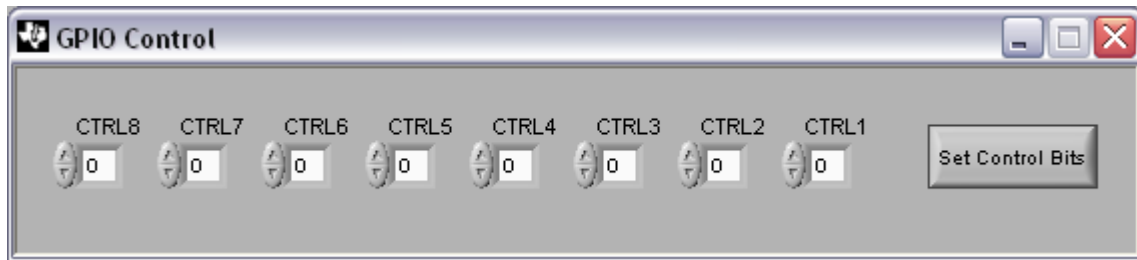 GPIO Control
CTRL8 CTRL7 CTRL6 CTRL5 CTRL4 CTRL3 CTRL2 CTRL1
0 0 0 0 0 0 0 0
Set Control Bits